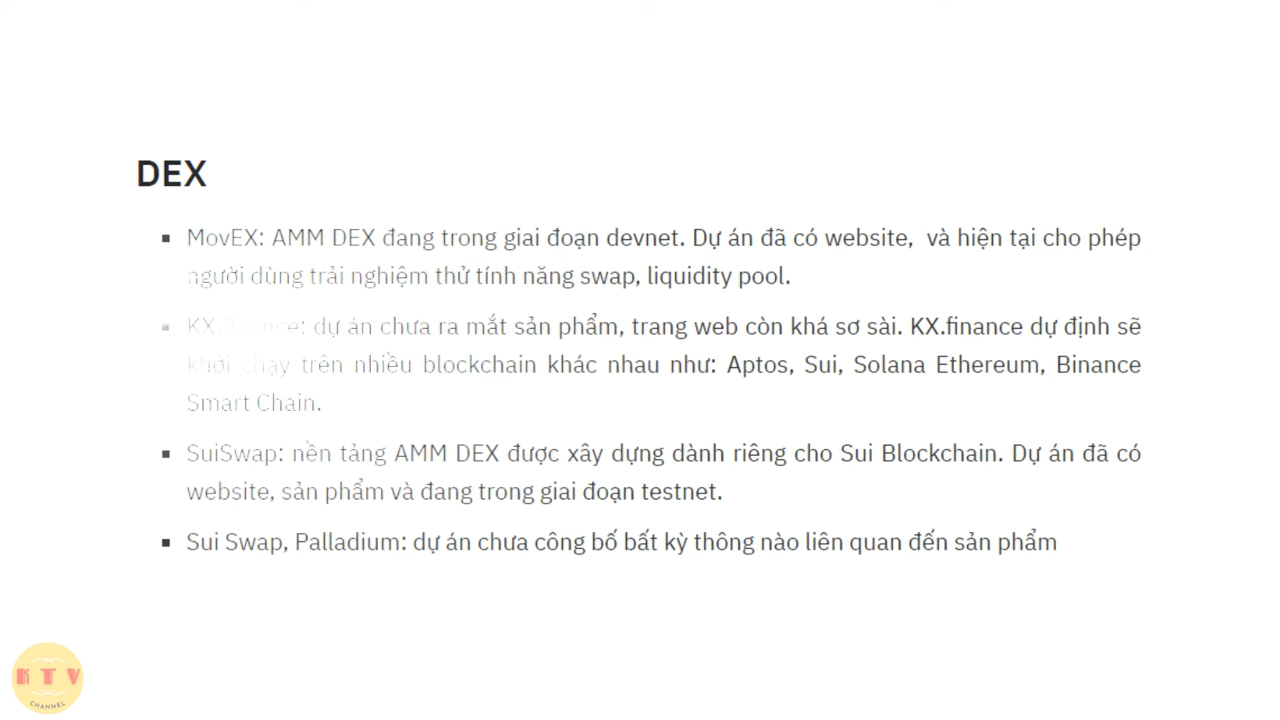 DEX
MovEX: AMM DEX đang trong giai đoạn devnet. Dự án đã có website, và hiện tại cho phép
người dùng trải nghiệm thử tính năng swap, liquidity pool.
KX.finance: dự án chưa ra mắt sản phẩm, trang web còn khá sơ sài. KX.finance dự định sẽ
khởi chạy trên nhiều blockchain khác nhau như: Aptos, Sui, Solana Ethereum, Binance
Smart Chain.
SuiSwap: nền tảng AMM DEX được xây dựng dành riêng cho Sui Blockchain. Dự án đã có
website, sản phẩm và đang trong giai đoạn testnet.
Sui Swap, Palladium: dự án chưa công bố bất kỳ thông nào liên quan đến sản phẩm
KTV
CHANNEL